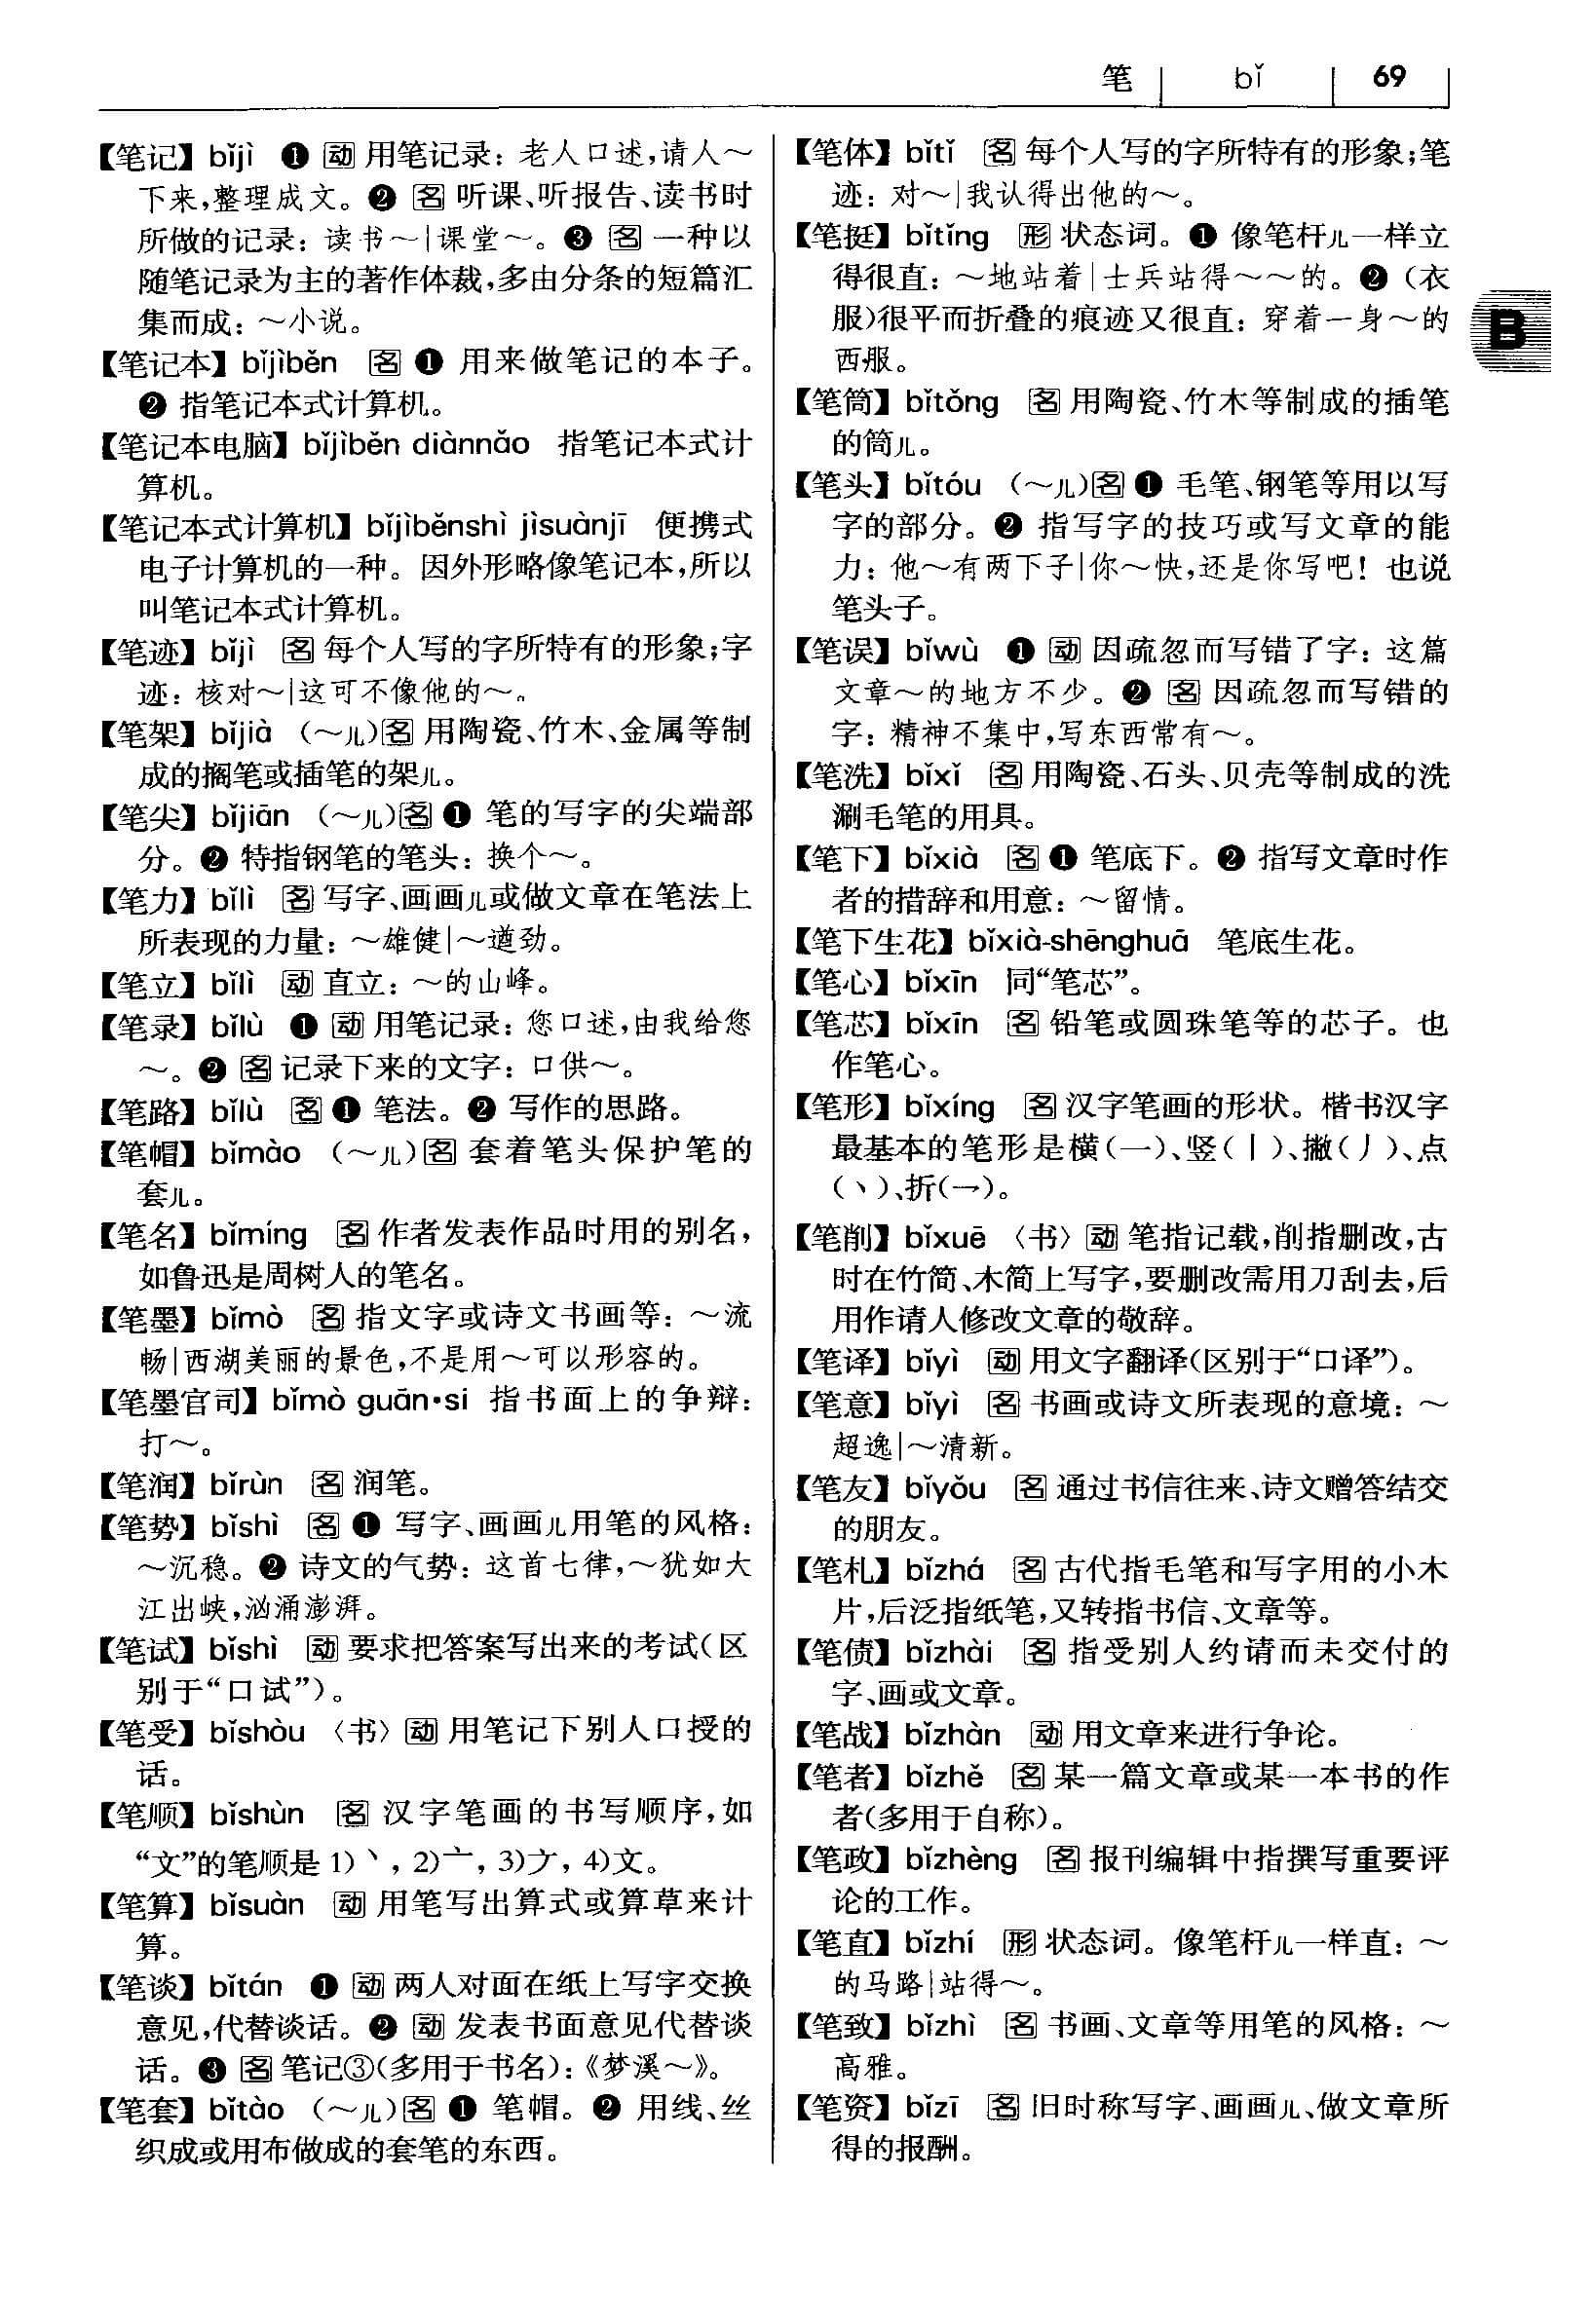 笔 bǐ 69
【笔记】bǐjì ❶ 动 用笔记录：老人口述，请人～
下来，整理成文。❷ 名 听课、听报告、读书时
所做的记录：读书～|课堂～。❸ 名 一种以
随笔记录为主的著作体裁，多由分条的短篇汇
集而成：～小说。
【笔记本】bǐjìběn 名 ❶ 用来做笔记的本子。
❷ 指笔记本式计算机。
【笔记本电脑】bǐjìběn diànnǎo 指笔记本式计
算机。
【笔记本式计算机】bǐjìběnshì jìsuànjī 便携式
电子计算机的一种。因外形略像笔记本，所以
叫笔记本式计算机。
【笔迹】bǐjì 名 每个人写的字所特有的形象；字
迹：核对～|这可不像他的～。
【笔架】bǐjià （～儿）名 用陶瓷、竹木、金属等制
成的搁笔或插笔的架儿。
【笔尖】bǐjiān （～儿）名 ❶ 笔的写字的尖端部
分。❷ 特指钢笔的笔头：换个～。
【笔力】bǐlì 名 写字、画画儿或做文章在笔法上
所表现的力量：～雄健|～遒劲。
【笔立】bǐlì 动 直立：～的山峰。
【笔录】bǐlù ❶ 动 用笔记录：您口述，由我给您
～。❷ 名 记录下来的文字：口供～。
【笔路】bǐlù 名 ❶ 笔法。❷ 写作的思路。
【笔帽】bǐmào （～儿）名 套着笔头保护笔的
套儿。
【笔名】bǐmíng 名 作者发表作品时用的别名，
如鲁迅是周树人的笔名。
【笔墨】bǐmò 名 指文字或诗文书画等：～流
畅|西湖美丽的景色，不是用～可以形容的。
【笔墨官司】bǐmò guān·si 指书面上的争辩：
打～。
【笔润】bǐrùn 名 润笔。
【笔势】bǐshì 名 ❶ 写字、画画儿用笔的风格：
～沉稳。❷ 诗文的气势：这首七律，～犹如大
江出峡，汹涌澎湃。
【笔试】bǐshì 动 要求把答案写出来的考试（区
别于“口试”）。
【笔受】bǐshòu 〈书〉动 用笔记下别人口授的
话。
【笔顺】bǐshùn 名 汉字笔画的书写顺序，如
“文”的笔顺是 1)丶，2)亠，3)ナ，4)文。
【笔算】bǐsuàn 动 用笔写出算式或算草来计
算。
【笔谈】bǐtán ❶ 动 两人对面在纸上写字交换
意见，代替谈话。❷ 动 发表书面意见代替谈
话。❸ 名 笔记③（多用于书名）：《梦溪～》。
【笔套】bǐtào （～儿）名 ❶ 笔帽。❷ 用线、丝
织成或用布做成的套笔的东西。
【笔体】bǐtǐ 名 每个人写的字所特有的形象；笔
迹：对～|我认得出他的～。
【笔挺】bǐtǐng 形 状态词。❶ 像笔杆儿一样立
得很直：～地站着|士兵站得～～的。❷（衣
服）很平而折叠的痕迹又很直：穿着一身～的
西服。
【笔筒】bǐtǒng 名 用陶瓷、竹木等制成的插笔
的筒儿。
【笔头】bǐtóu （～儿）名 ❶ 毛笔、钢笔等用以写
字的部分。❷ 指写字的技巧或写文章的能
力：他～有两下子|你～快，还是你写吧！也说
笔头子。
【笔误】bǐwù ❶ 动 因疏忽而写错了字：这篇
文章～的地方不少。❷ 名 因疏忽而写错的
字：精神不集中，写东西常有～。
【笔洗】bǐxǐ 名 用陶瓷、石头、贝壳等制成的洗
涮毛笔的用具。
【笔下】bǐxià 名 ❶ 笔底下。❷ 指写文章时作
者的措辞和用意：～留情。
【笔下生花】bǐxià-shēnghuā 笔底生花。
【笔心】bǐxīn 同“笔芯”。
【笔芯】bǐxīn 名 铅笔或圆珠笔等的芯子。也
作笔心。
【笔形】bǐxíng 名 汉字笔画的形状。楷书汉字
最基本的笔形是横（一）、竖（丨）、撇（丿）、点
（丶）、折（㇖）。
【笔削】bǐxuē 〈书〉动 笔指记载，削指删改，古
时在竹简、木简上写字，要删改需用刀刮去，后
用作请人修改文章的敬辞。
【笔译】bǐyì 动 用文字翻译（区别于“口译”）。
【笔意】bǐyì 名 书画或诗文所表现的意境：～
超逸|～清新。
【笔友】bǐyǒu 名 通过书信往来、诗文赠答结交
的朋友。
【笔札】bǐzhá 名 古代指毛笔和写字用的小木
片，后泛指纸笔，又转指书信、文章等。
【笔债】bǐzhài 名 指受别人约请而未交付的
字、画或文章。
【笔战】bǐzhàn 动 用文章来进行争论。
【笔者】bǐzhě 名 某一篇文章或某一本书的作
者（多用于自称）。
【笔政】bǐzhèng 名 报刊编辑中指撰写重要评
论的工作。
【笔直】bǐzhí 形 状态词。像笔杆儿一样直：～
的马路|站得～。
【笔致】bǐzhì 名 书画、文章等用笔的风格：～
高雅。
【笔资】bǐzī 名 旧时称写字、画画儿、做文章所
得的报酬。
B